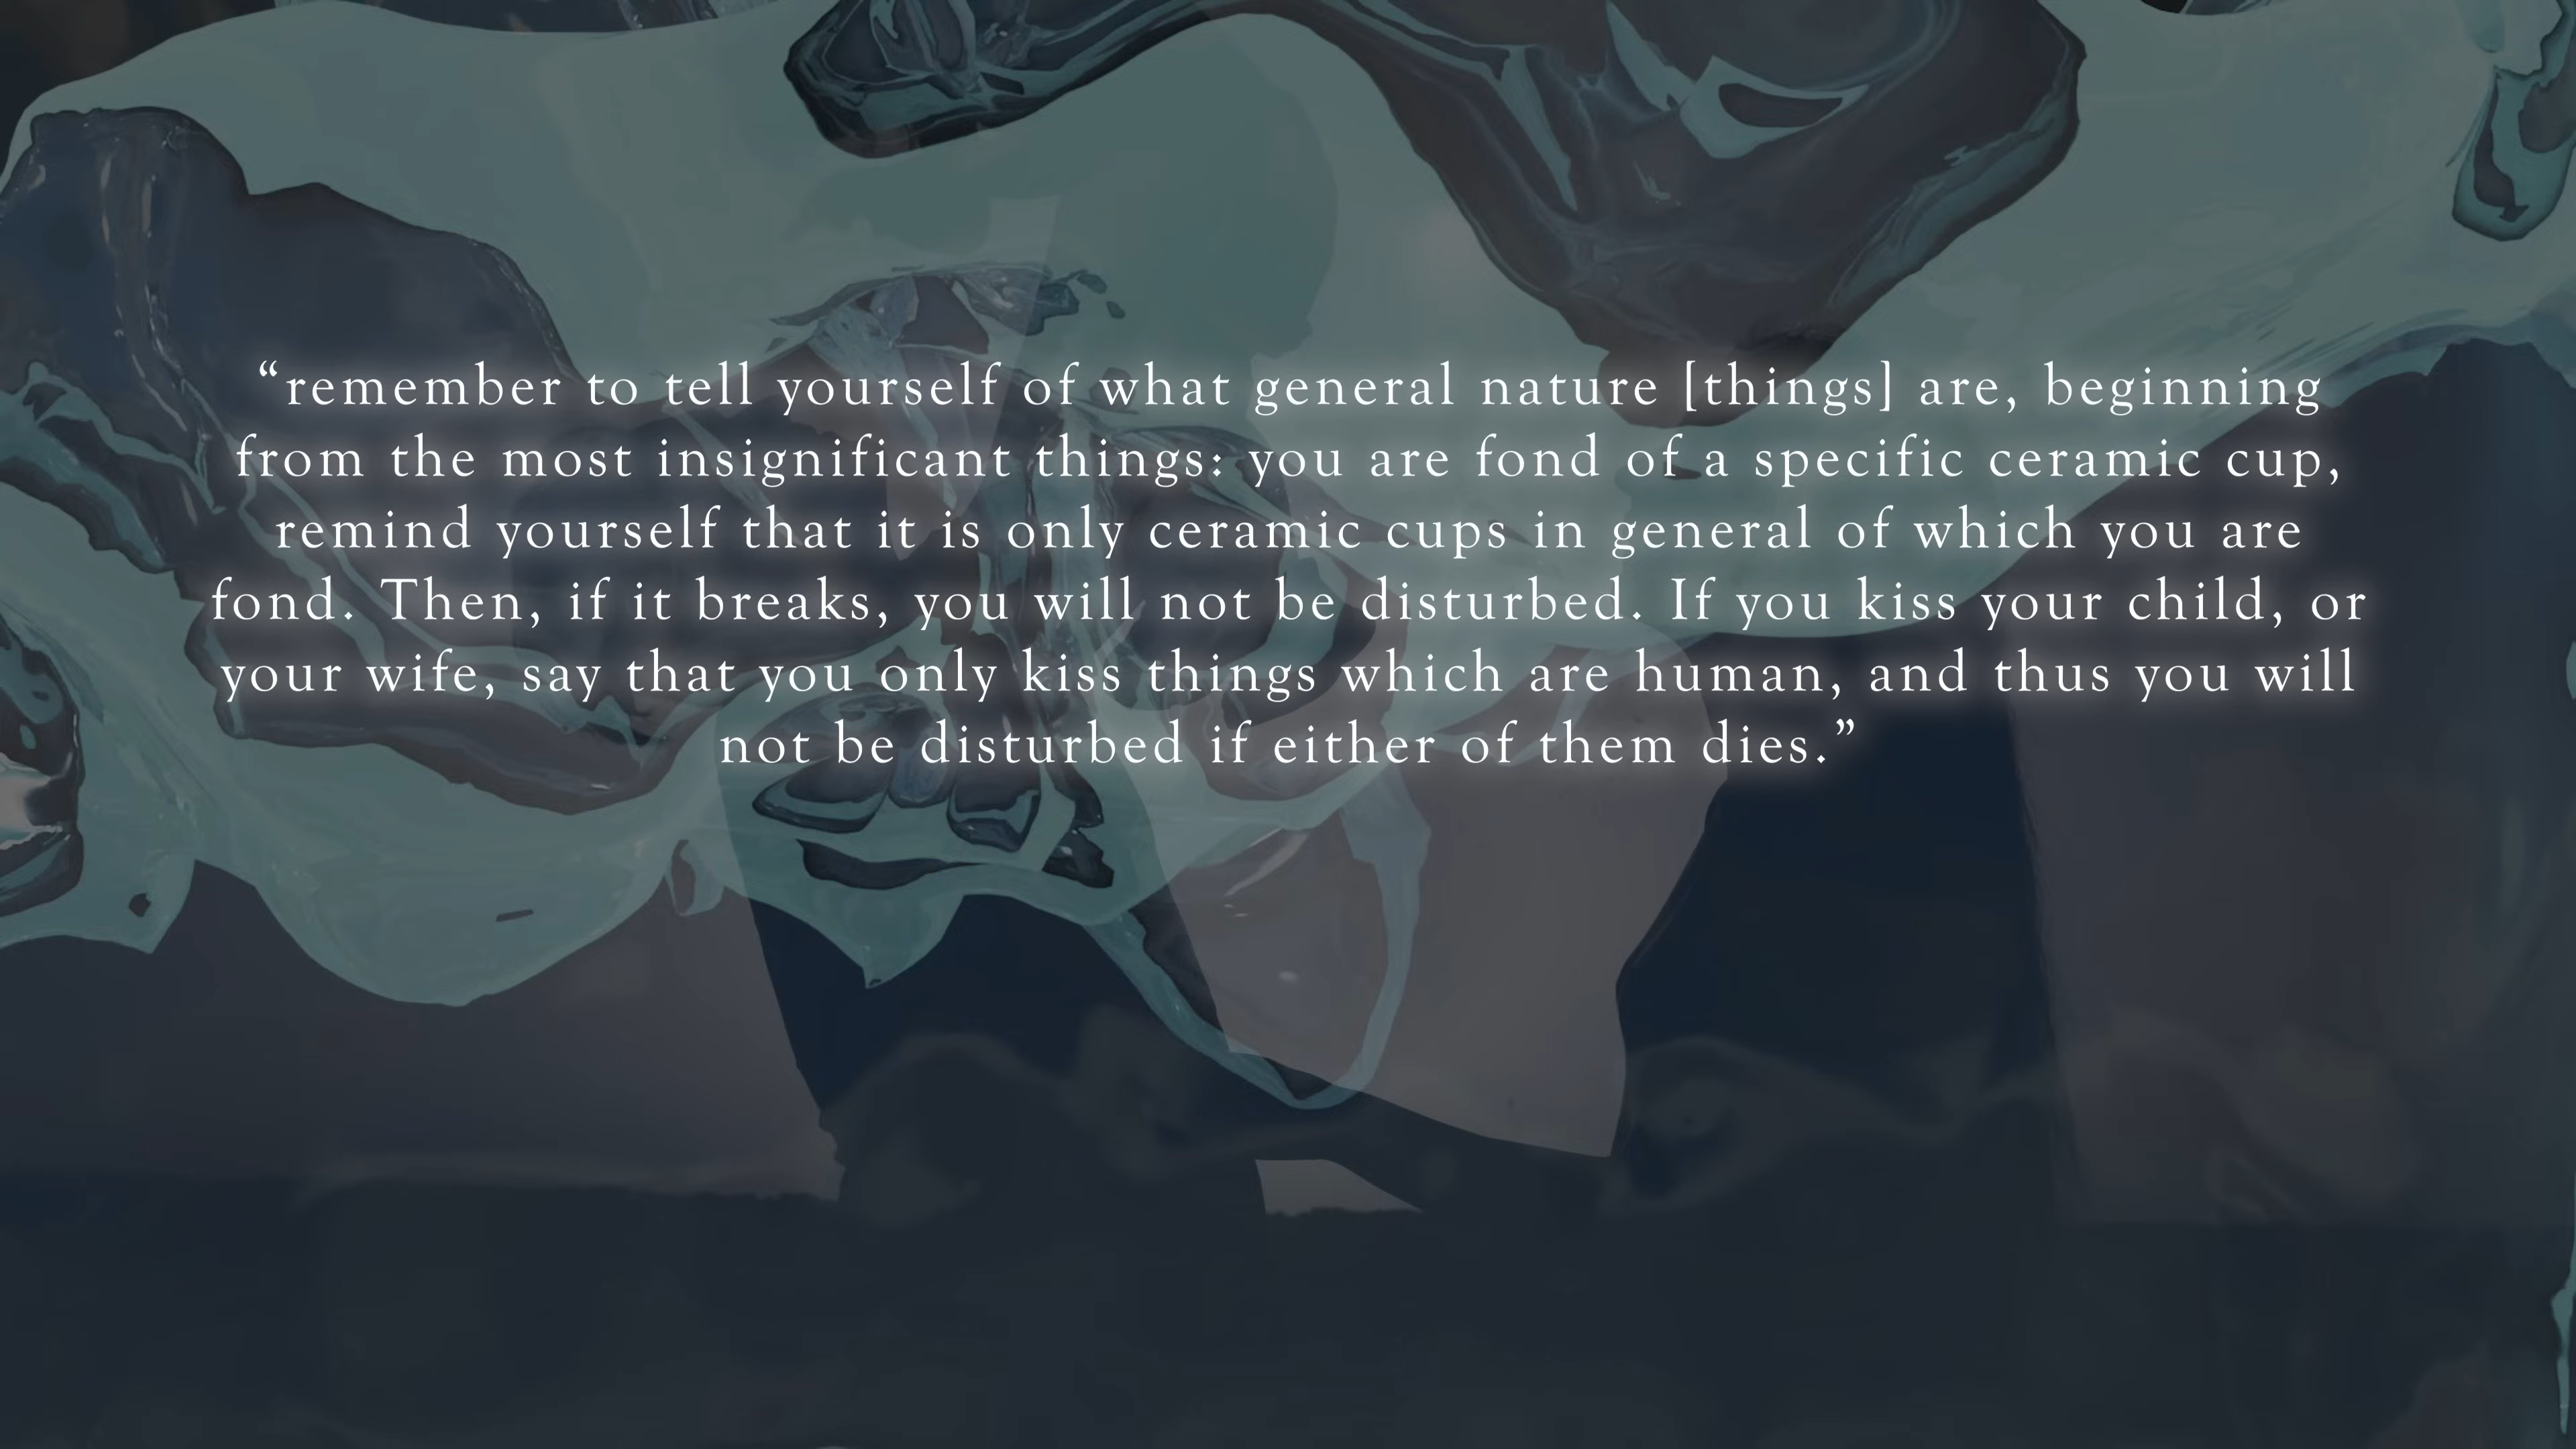 “remember to tell yourself of what general nature [things] are, beginning
from the most insignificant things: you are fond of a specific ceramic cup,
remind yourself that it is only ceramic cups in general of which you are
fond. Then, if it breaks, you will not be disturbed. If you kiss your child, or
your wife, say that you only kiss things which are human, and thus you will
not be disturbed if either of them dies.”